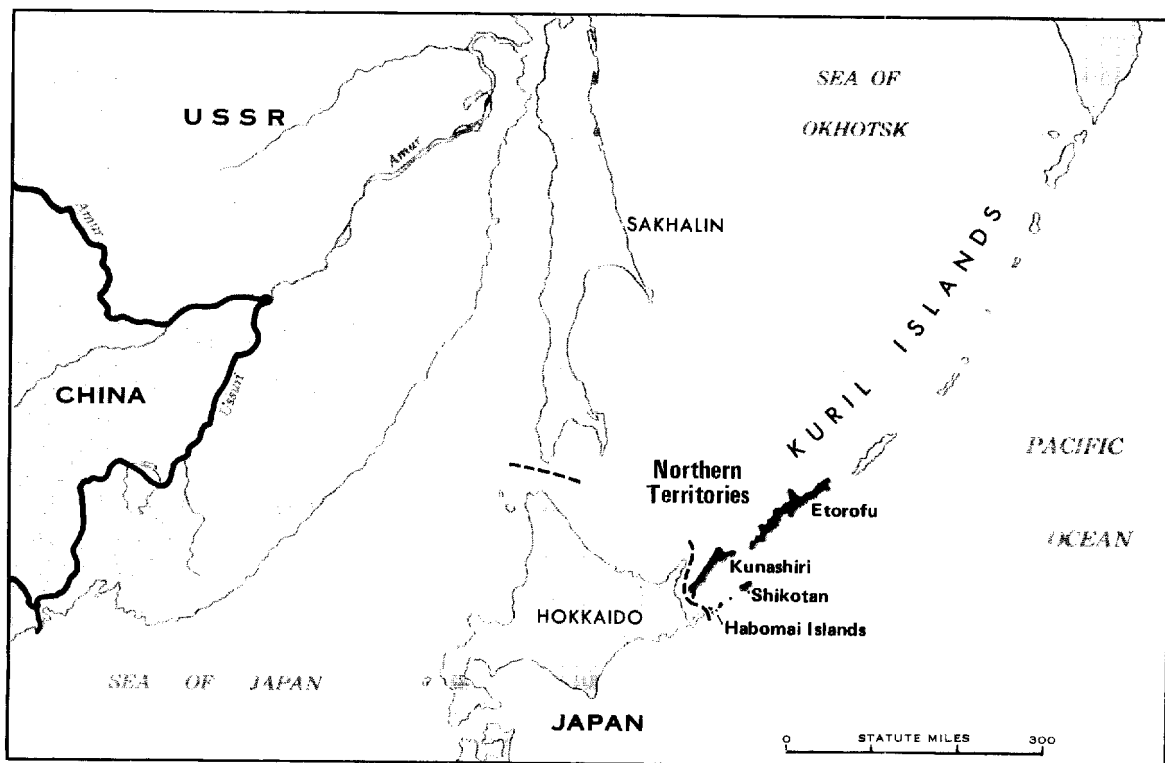 USSR
SEA OF
OKHOTSK
Amur
Amur
SAKHALIN
KURIL ISLANDS
CHINA
Ussuri
PACIFIC
OCEAN
Northern
Territories
Etorofu
Kunashiri
Shikotan
Habomai Islands
HOKKAIDO
SEA OF JAPAN
JAPAN
0 STATUTE MILES 300